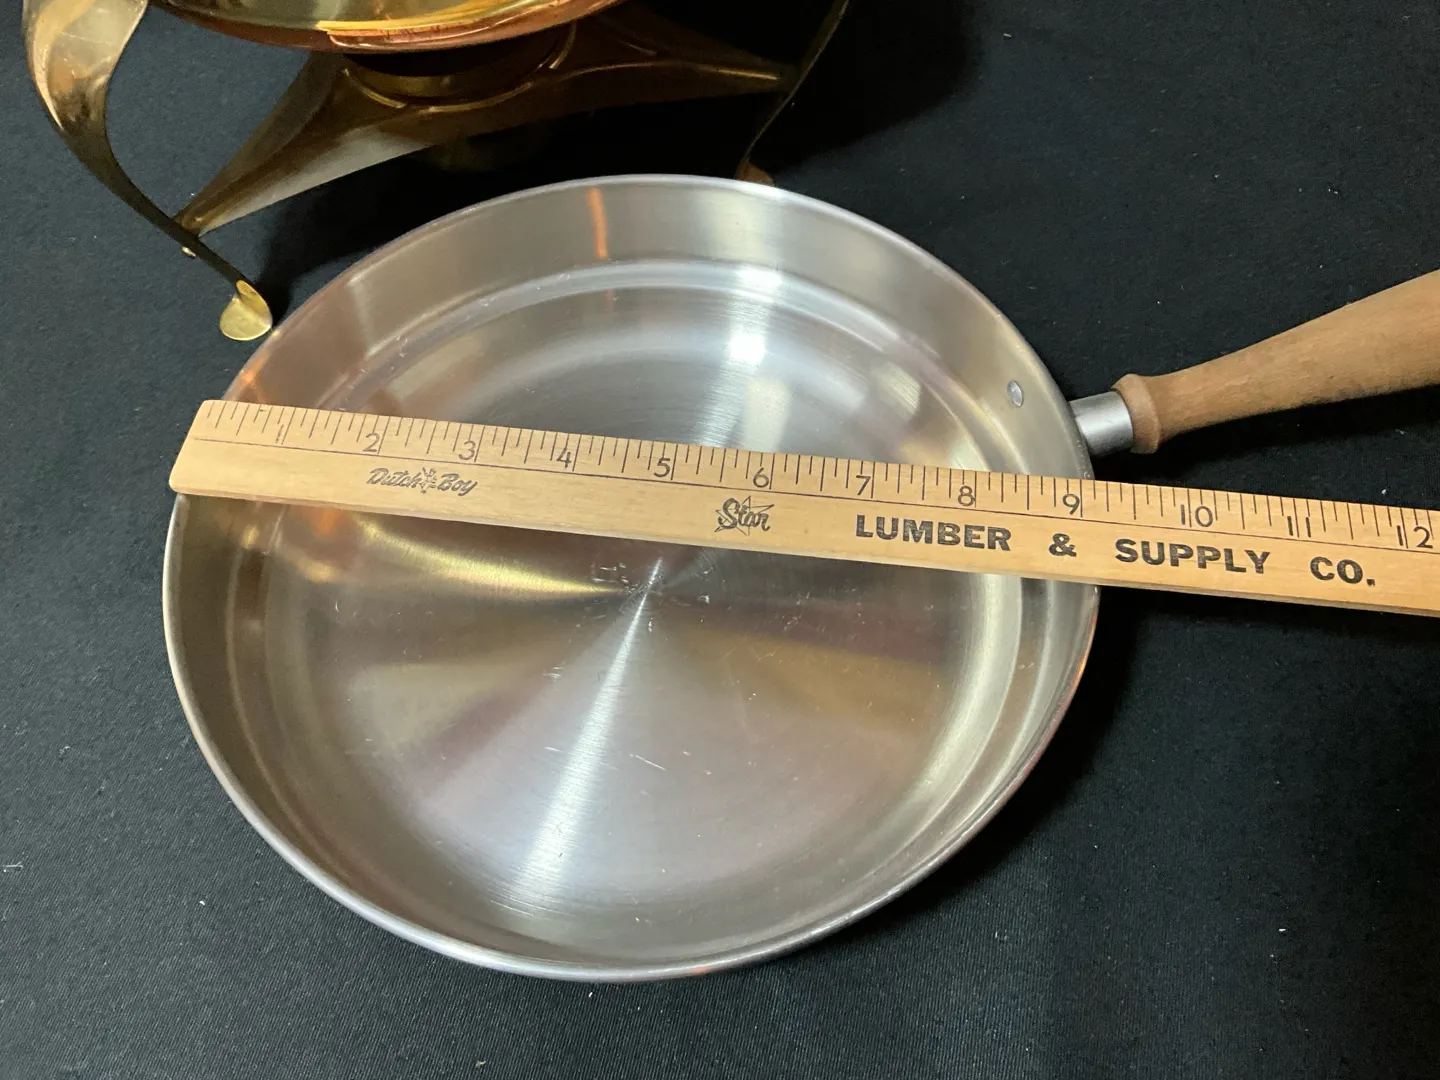 1 2 3 4 5 6 7 8 9 10 11 12
Dutch Boy Star LUMBER & SUPPLY CO.